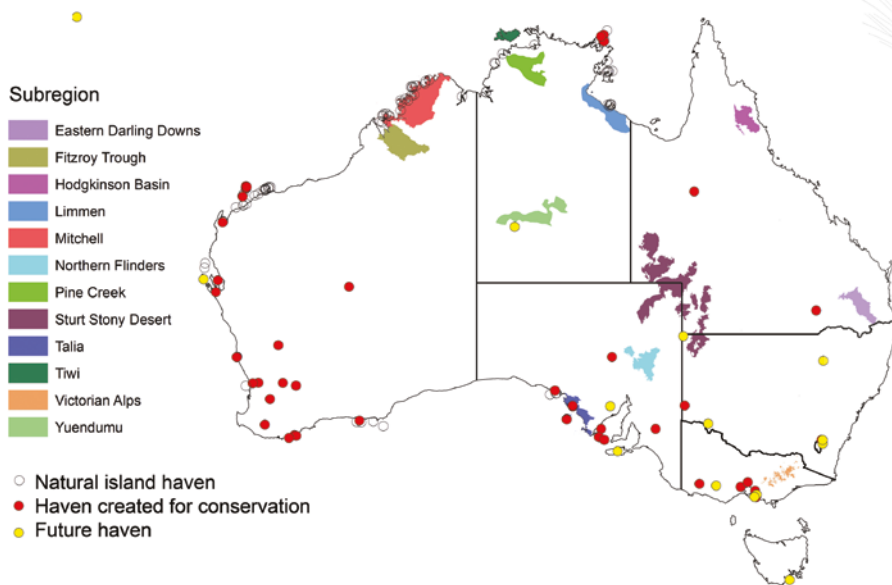 Subregion
Eastern Darling Downs
Fitzroy Trough
Hodgkinson Basin
Limmen
Mitchell
Northern Flinders
Pine Creek
Sturt Stony Desert
Talia
Tiwi
Victorian Alps
Yuendumu
Natural island haven
Haven created for conservation
Future haven